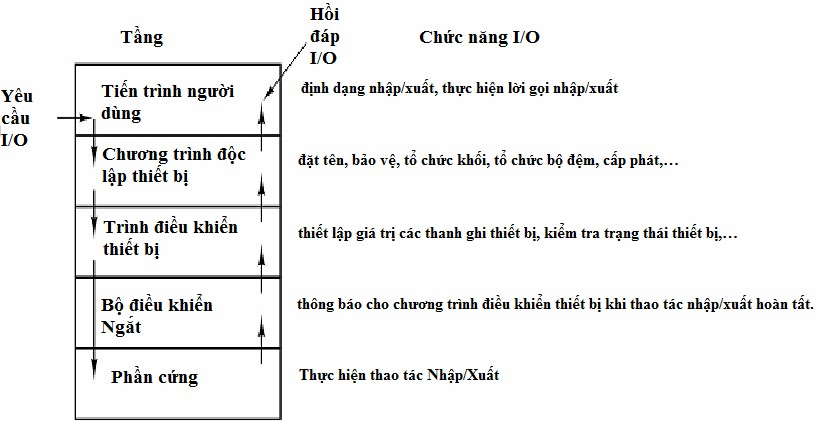 Tầng
Hồi
đáp
I/O
Chức năng I/O
Yêu
cầu
I/O
Tiến trình người
dùng
định dạng nhập/xuất, thực hiện lời gọi nhập/xuất
Chương trình độc
lập thiết bị
đặt tên, bảo vệ, tổ chức khối, tổ chức bộ đệm, cấp phát,...
Trình điều khiển
thiết bị
thiết lập giá trị các thanh ghi thiết bị, kiểm tra trạng thái thiết bị,...
Bộ điều khiển
Ngắt
thông báo cho chương trình điều khiển thiết bị khi thao tác nhập/xuất hoàn tất.
Phần cứng
Thực hiện thao tác Nhập/Xuất